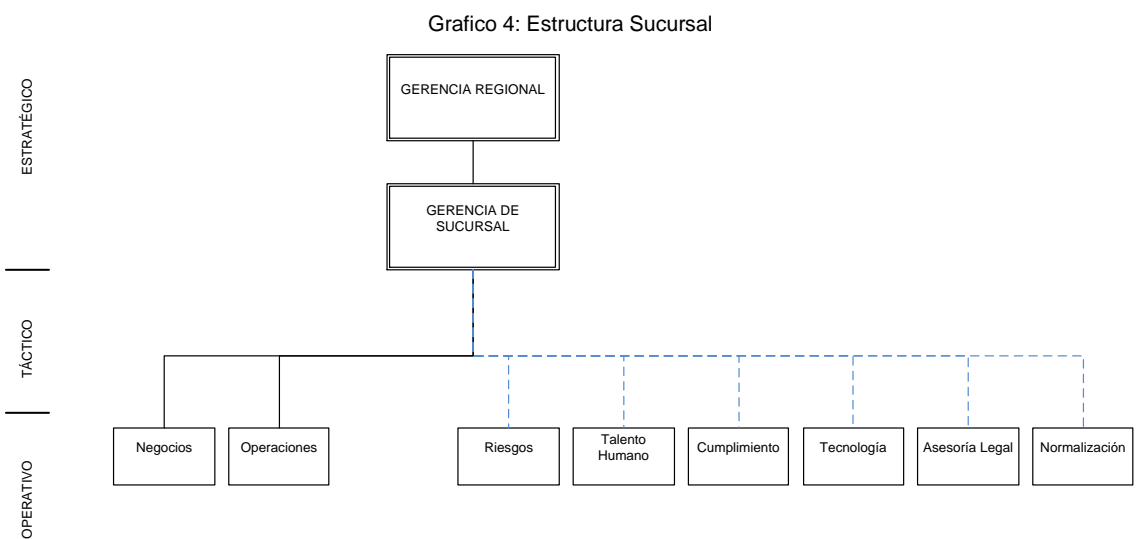 Grafico 4: Estructura Sucursal
ESTRATÉGICO
GERENCIA REGIONAL
GERENCIA DE
SUCURSAL
TÁCTICO
OPERATIVO
Negocios
Operaciones
Riesgos
Talento
Humano
Cumplimiento
Tecnología
Asesoría Legal
Normalización